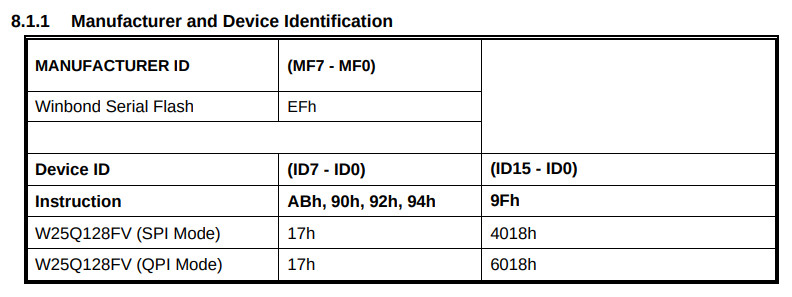 8.1.1 Manufacturer and Device Identification
MANUFACTURER ID (MF7 - MF0)
Winbond Serial Flash EFh
Device ID (ID7 - ID0) (ID15 - ID0)
Instruction ABh, 90h, 92h, 94h 9Fh
W25Q128FV (SPI Mode) 17h 4018h
W25Q128FV (QPI Mode) 17h 6018h